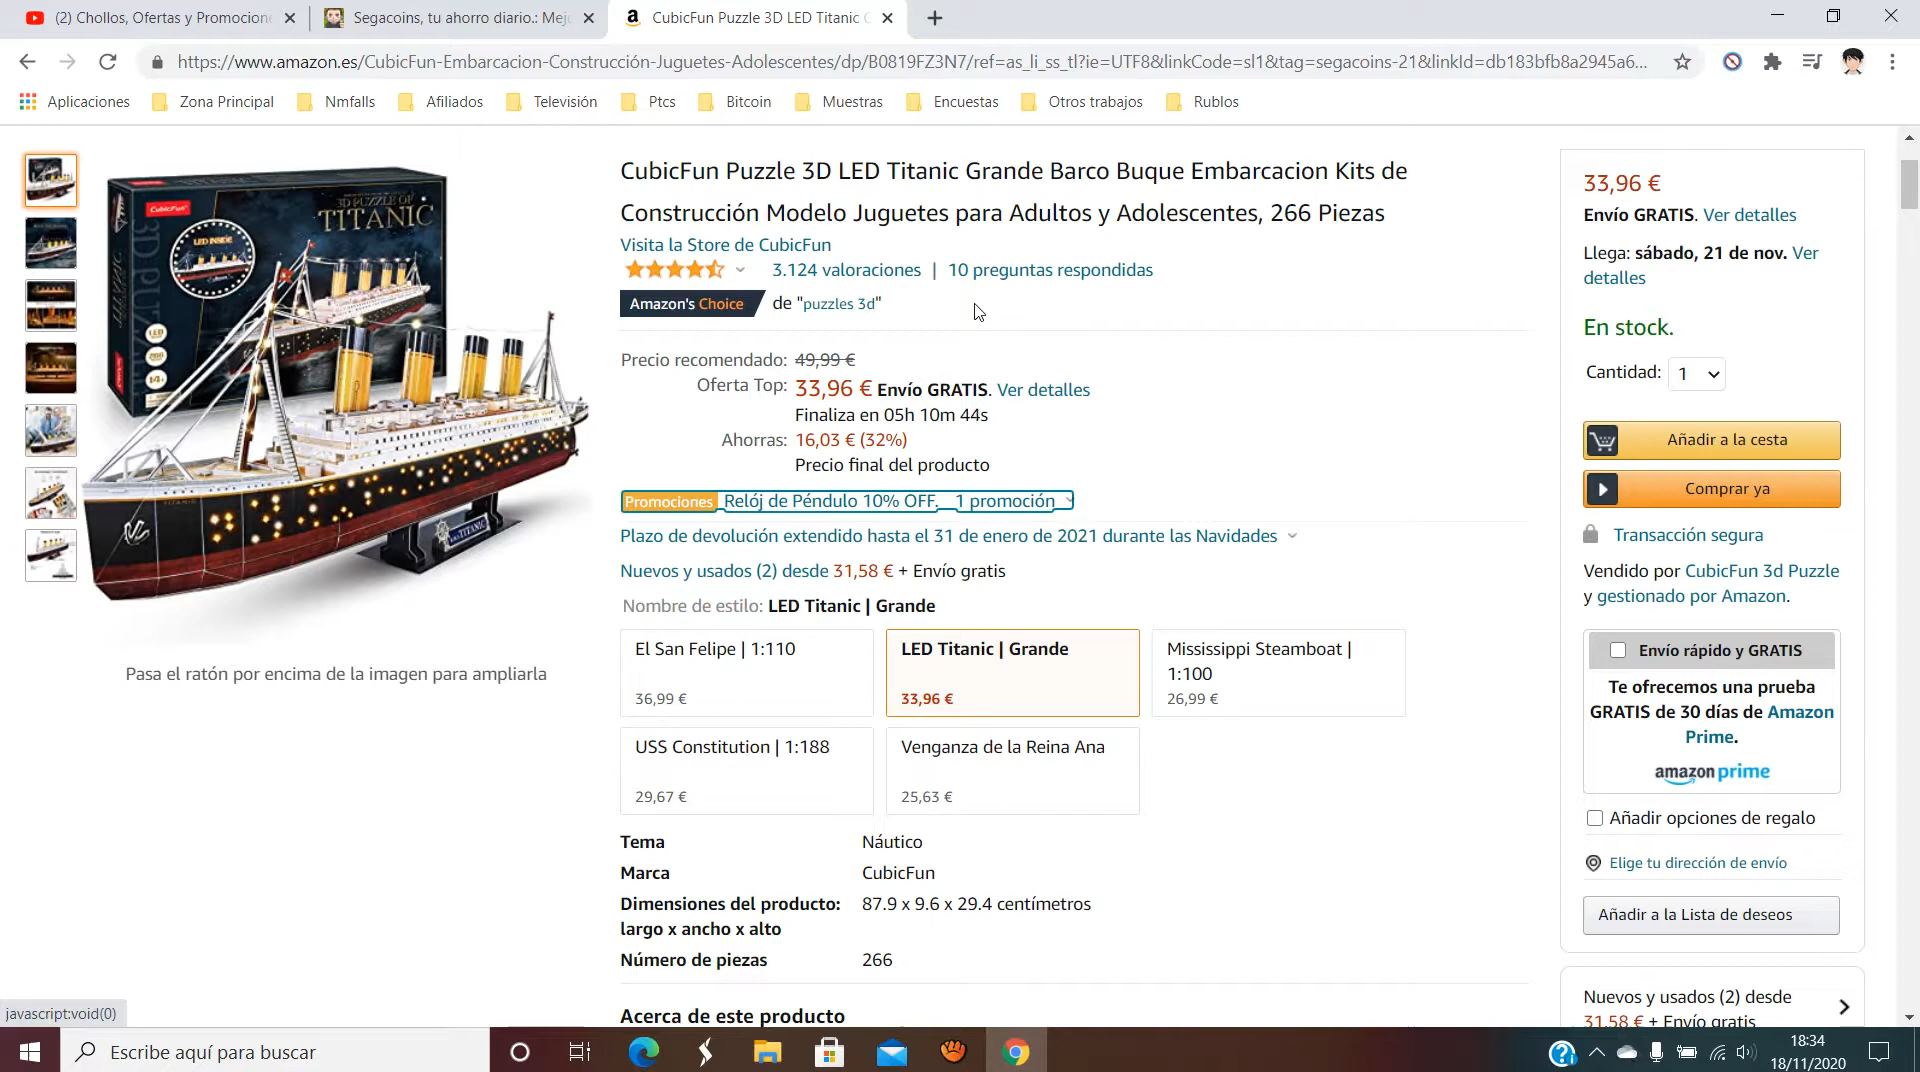 (2) Chollos, Ofertas y Promocione
Segacoins, tu ahorro diario.: Mej
CubicFun Puzzle 3D LED Titanic G
https://www.amazon.es/CubicFun-Embarcacion-Construcción-Juguetes-Adolescentes/dp/B0819FZ3N7/ref=as_li_ss_tl?ie=UTF8&linkCode=sl1&tag=segacoins-21&linkId=db183bfb8a2945a6...
Aplicaciones
Zona Principal
Nmfalls
Afiliados
Televisión
Ptcs
Bitcoin
Muestras
Encuestas
Otros trabajos
Rublos
CubicFun
3D PUZZLE OF
TITANIC
LED INSIDE
TITANIC
Pasa el ratón por encima de la imagen para ampliarla
CubicFun Puzzle 3D LED Titanic Grande Barco Buque Embarcacion Kits de
Construcción Modelo Juguetes para Adultos y Adolescentes, 266 Piezas
Visita la Store de CubicFun
3.124 valoraciones | 10 preguntas respondidas
Amazon's Choice de "puzzles 3d"
Precio recomendado: 49,99 €
Oferta Top: 33,96 € Envío GRATIS. Ver detalles
Finaliza en 05h 10m 44s
Ahorras: 16,03 € (32%)
Precio final del producto
Promociones Relój de Péndulo 10% OFF. 1 promoción
Plazo de devolución extendido hasta el 31 de enero de 2021 durante las Navidades
Nuevos y usados (2) desde 31,58 € + Envío gratis
Nombre de estilo: LED Titanic | Grande
El San Felipe | 1:110
36,99 €
LED Titanic | Grande
33,96 €
Mississippi Steamboat |
1:100
26,99 €
USS Constitution | 1:188
29,67 €
Venganza de la Reina Ana
25,63 €
Tema Náutico
Marca CubicFun
Dimensiones del producto: 87.9 x 9.6 x 29.4 centímetros
largo x ancho x alto
Número de piezas 266
Acerca de este producto
33,96 €
Envío GRATIS. Ver detalles
Llega: sábado, 21 de nov. Ver
detalles
En stock.
Cantidad: 1
Añadir a la cesta
Comprar ya
Transacción segura
Vendido por CubicFun 3d Puzzle
y gestionado por Amazon.
Envío rápido y GRATIS
Te ofrecemos una prueba
GRATIS de 30 días de Amazon
Prime.
amazon prime
Añadir opciones de regalo
Elige tu dirección de envío
Añadir a la Lista de deseos
Nuevos y usados (2) desde
31,58 € + Envío gratis
javascript:void(0)
Escribe aquí para buscar
18:34
18/11/2020